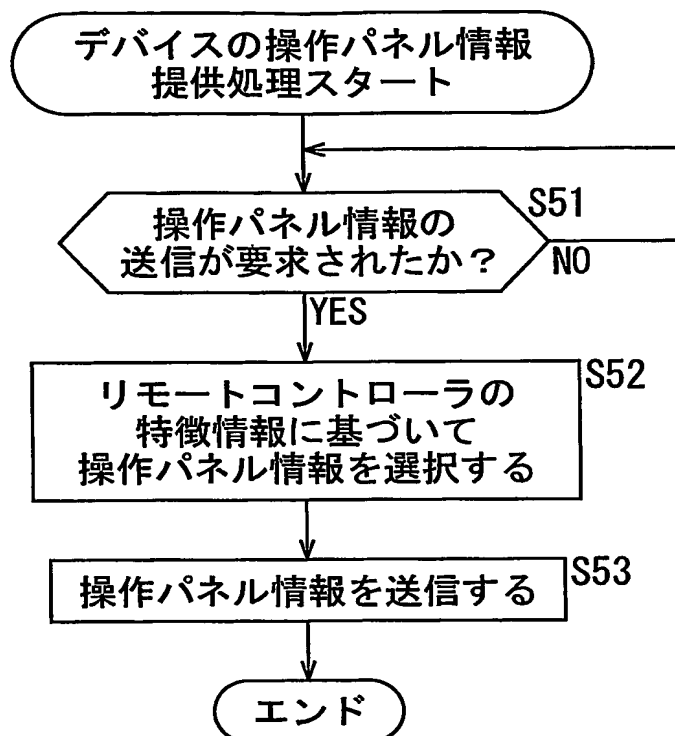 デバイスの操作パネル情報
提供処理スタート
操作パネル情報の
送信が要求されたか？
S51
NO
YES
リモートコントローラの
特徴情報に基づいて
操作パネル情報を選択する
S52
操作パネル情報を送信する
S53
エンド